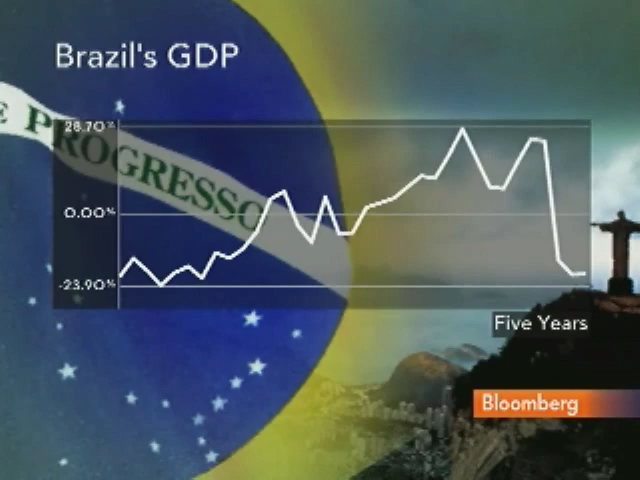 Brazil's GDP
E PROGRESSO
28.70%
0.00%
-23.90%
Five Years
Bloomberg